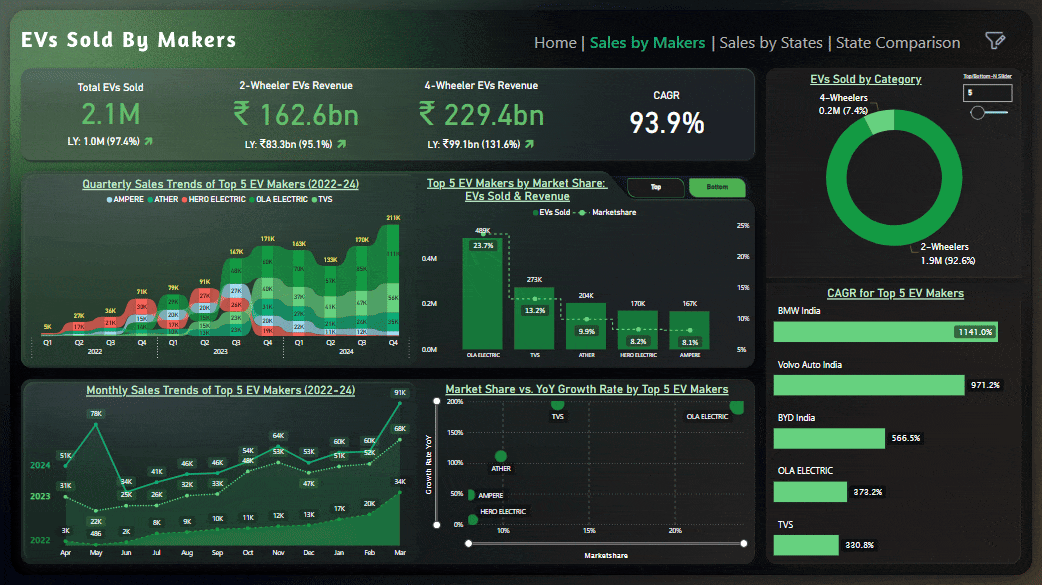 EVs Sold By Makers
Home | Sales by Makers | Sales by States | State Comparison
Total EVs Sold
2.1M
LY: 1.0M (97.4%)
2-Wheeler EVs Revenue
₹ 162.6bn
LY: ₹83.3bn (95.1%)
4-Wheeler EVs Revenue
₹ 229.4bn
LY: ₹99.1bn (131.6%)
CAGR
93.9%
EVs Sold by Category
Top/Bottom-N Slider
4-Wheelers
0.2M (7.4%)
2-Wheelers
1.9M (92.6%)
Quarterly Sales Trends of Top 5 EV Makers (2022-24)
AMPERE ATHER HERO ELECTRIC OLA ELECTRIC TVS
5K 27K 36K 71K 79K 91K 167K 171K 163K 133K 170K 211K
Q1 Q2 Q3 Q4 Q1 Q2 Q3 Q4 Q1 Q2 Q3 Q4
2022 2023 2024
Top 5 EV Makers by Market Share:
EVs Sold & Revenue
Top Bottom
EVs Sold Marketshare
0.4M
0.2M
0.0M
25%
20%
15%
10%
5%
489K 273K 204K 170K 167K
23.7% 13.2% 9.9% 8.2% 8.1%
OLA ELECTRIC TVS ATHER HERO ELECTRIC AMPERE
Monthly Sales Trends of Top 5 EV Makers (2022-24)
2024
2023
2022
51K 78K 25K 41K 46K 46K 54K 64K 53K 60K 60K 91K
31K 22K 34K 26K 32K 33K 48K 53K 47K 51K 52K 68K
3K 486 2K 8K 9K 10K 11K 12K 13K 17K 20K 34K
Apr May Jun Jul Aug Sep Oct Nov Dec Jan Feb Mar
Market Share vs. YoY Growth Rate by Top 5 EV Makers
Growth Rate YoY
200%
150%
100%
50%
0%
TVS
OLA ELECTRIC
ATHER
AMPERE
HERO ELECTRIC
10% 15% 20%
Marketshare
CAGR for Top 5 EV Makers
BMW India
1141.0%
Volvo Auto India
971.2%
BYD India
566.5%
OLA ELECTRIC
TVS